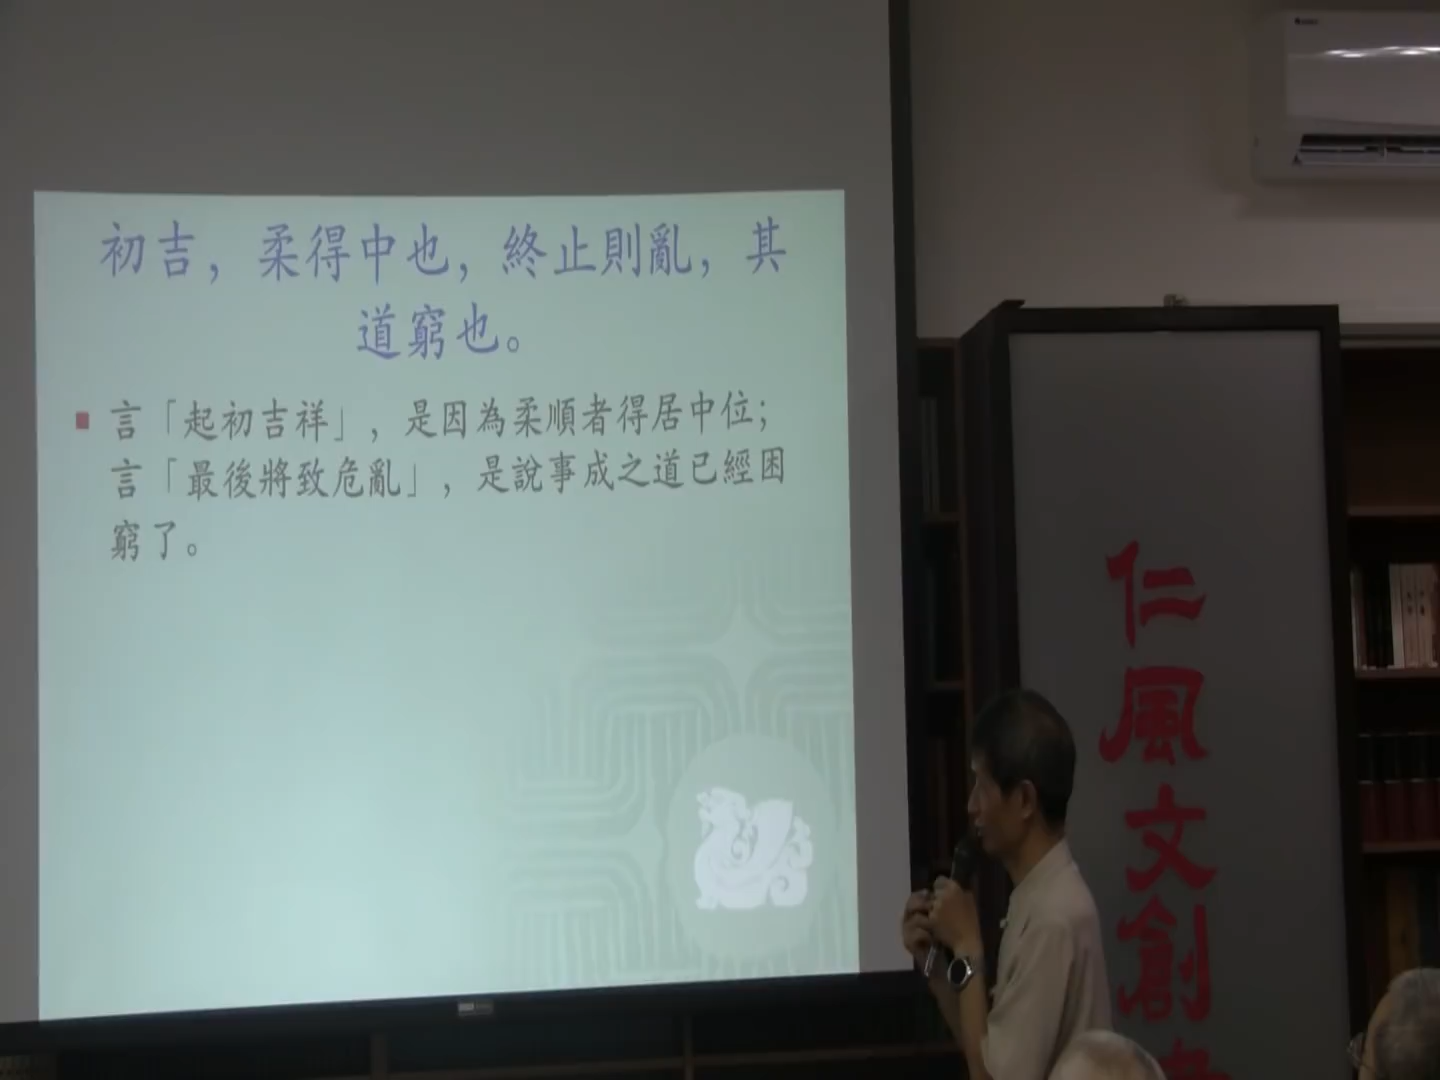 初吉，柔得中也，終止則亂，其
道窮也。
言「起初吉祥」，是因為柔順者得居中位；
言「最後將致危亂」，是說事成之道已經困
窮了。
仁風文創